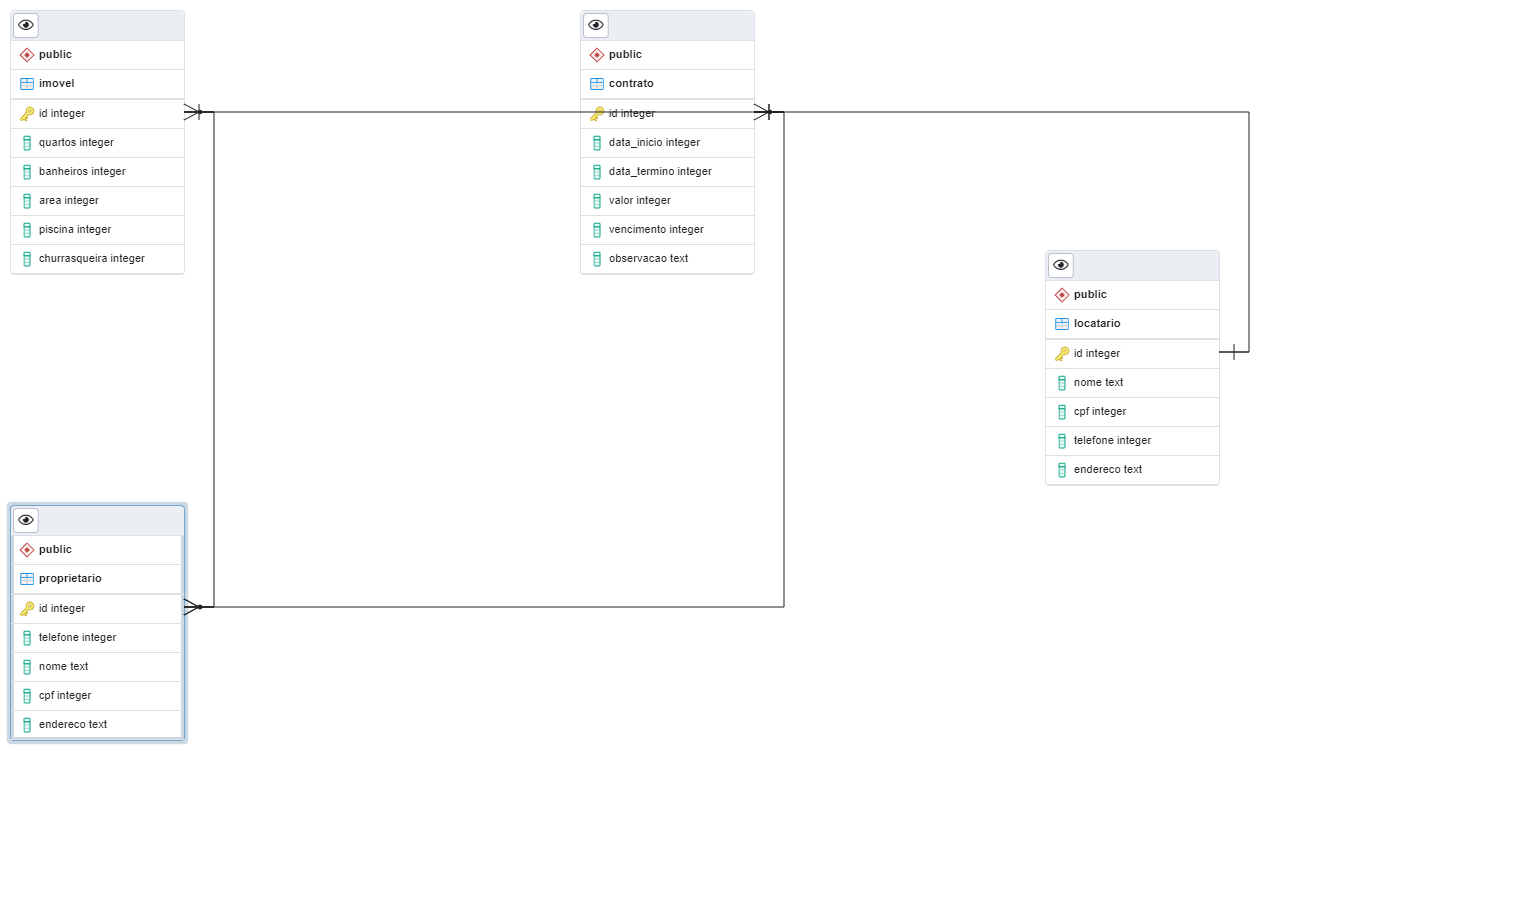 public
imovel
id integer
quartos integer
banheiros integer
area integer
piscina integer
churrasqueira integer
public
contrato
id integer
data_inicio integer
data_termino integer
valor integer
vencimento integer
observacao text
public
locatario
id integer
nome text
cpf integer
telefone integer
endereco text
public
proprietario
id integer
telefone integer
nome text
cpf integer
endereco text